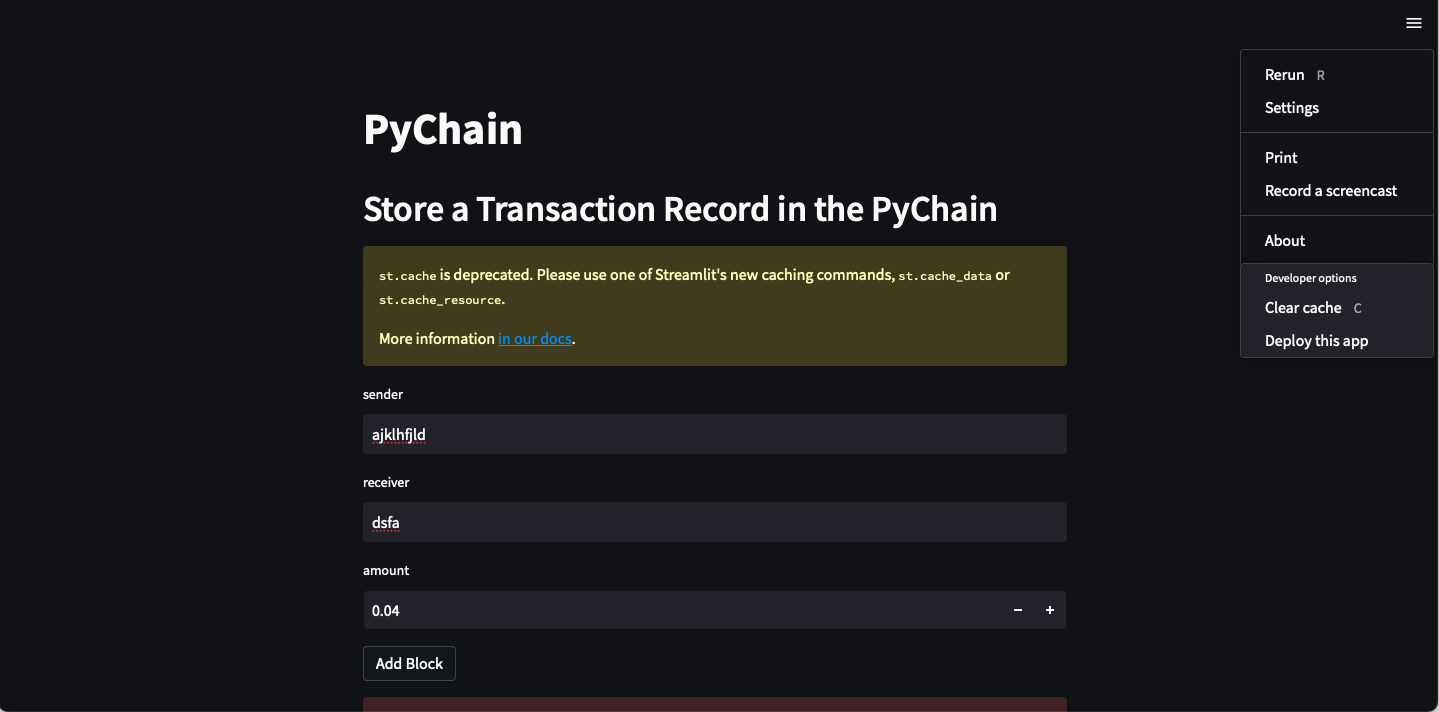 PyChain
Store a Transaction Record in the PyChain
st.cache is deprecated. Please use one of Streamlit's new caching commands, st.cache_data or
st.cache_resource.
More information in our docs.
sender
ajklhfjld
receiver
dsfa
amount
0.04
Add Block
Rerun R
Settings
Print
Record a screencast
About
Developer options
Clear cache C
Deploy this app